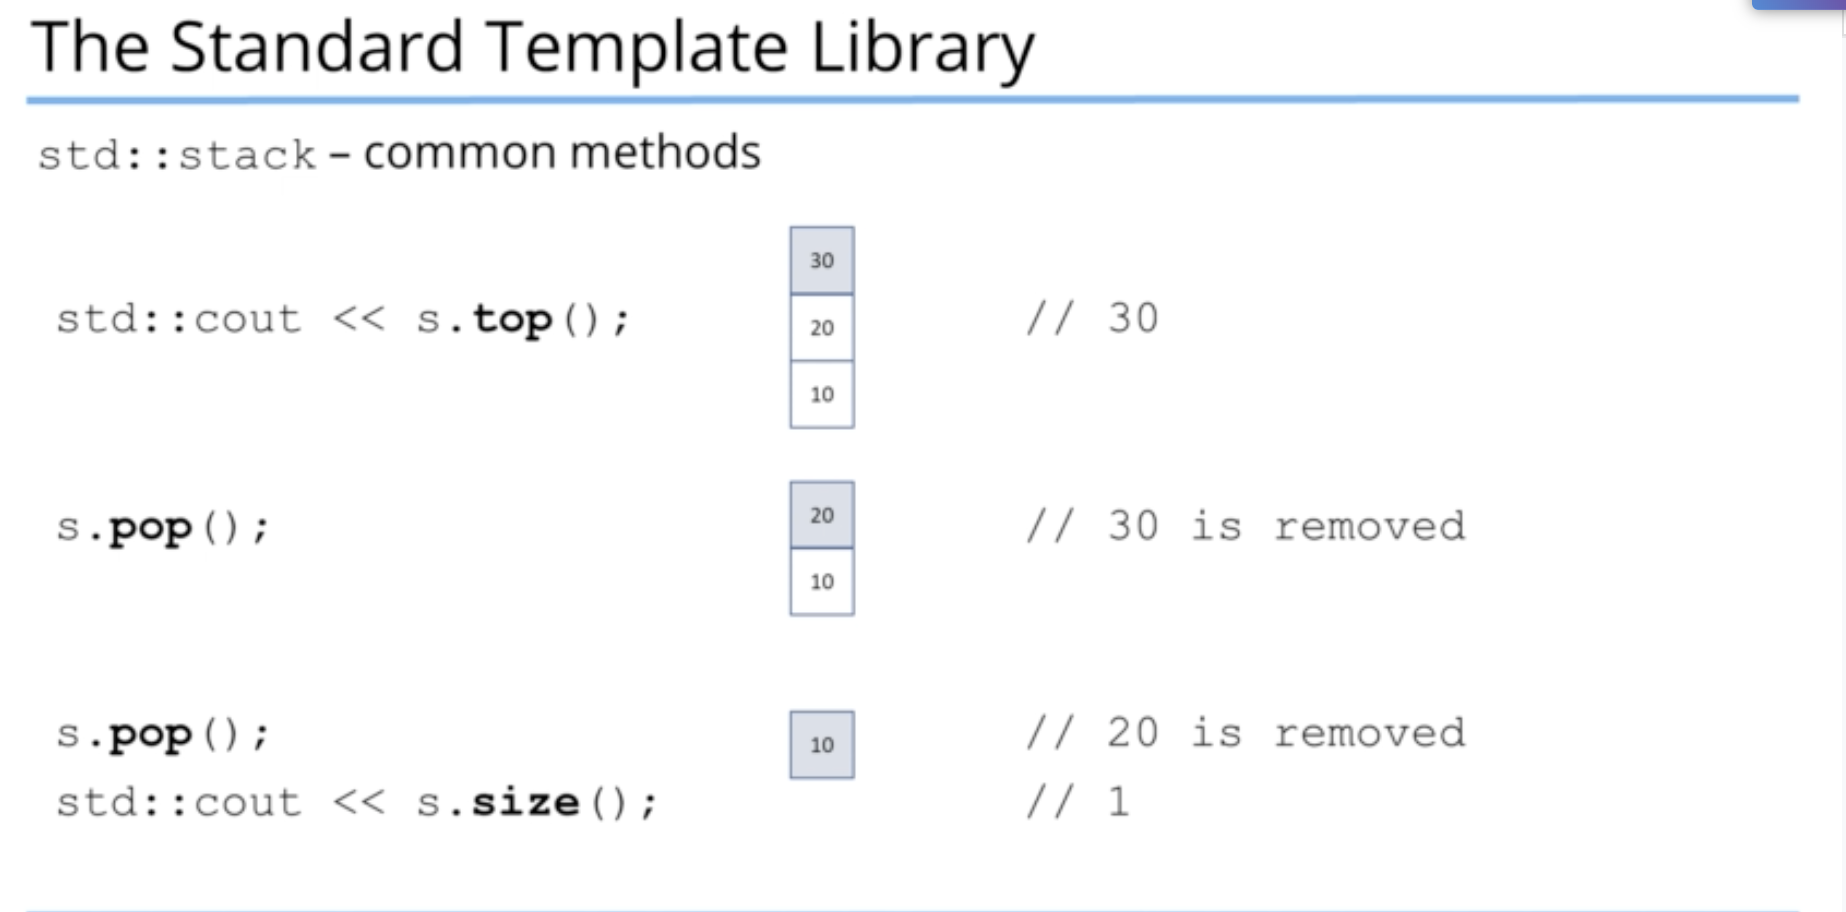 The Standard Template Library
std::stack – common methods
30
20
10
std::cout << s.top(); // 30
20
10
s.pop(); // 30 is removed
10
s.pop(); // 20 is removed
std::cout << s.size(); // 1